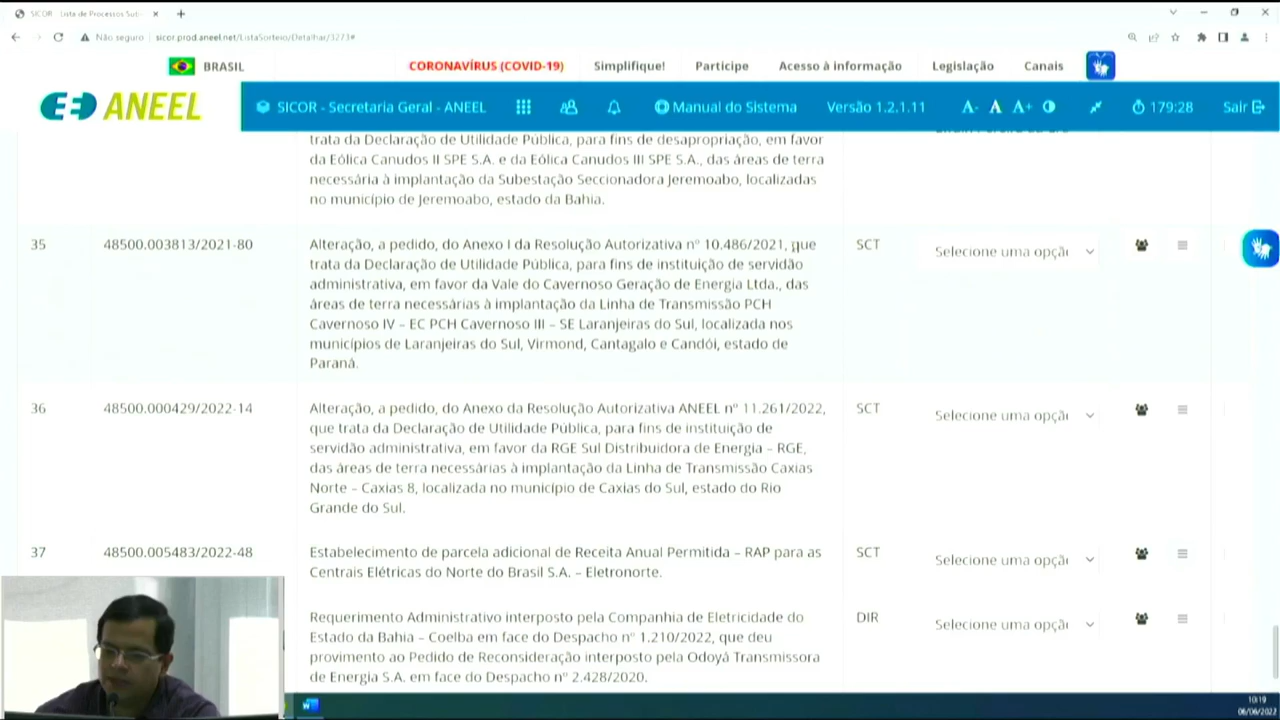 SICOR - Lista de Processos Sub
Não seguro | sicor.prod.aneel.net/ListaSorteio/Detalhar/3273#
BRASIL
CORONAVÍRUS (COVID-19)
Simplifique!
Participe
Acesso à informação
Legislação
Canais
ANEEL
SICOR - Secretaria Geral - ANEEL
Manual do Sistema
Versão 1.2.1.11
A-
A
A+
179:28
Sair
trata da Declaração de Utilidade Pública, para fins de desapropriação, em favor
da Eólica Canudos II SPE S.A. e da Eólica Canudos III SPE S.A., das áreas de terra
necessária à implantação da Subestação Seccionadora Jeremoabo, localizadas
no município de Jeremoabo, estado da Bahia.
35
48500.003813/2021-80
Alteração, a pedido, do Anexo I da Resolução Autorizativa nº 10.486/2021, que
trata da Declaração de Utilidade Pública, para fins de instituição de servidão
administrativa, em favor da Vale do Cavernoso Geração de Energia Ltda., das
áreas de terra necessárias à implantação da Linha de Transmissão PCH
Cavernoso IV – EC PCH Cavernoso III – SE Laranjeiras do Sul, localizada nos
municípios de Laranjeiras do Sul, Virmond, Cantagalo e Candói, estado de
Paraná.
SCT
Selecione uma opçã
36
48500.000429/2022-14
Alteração, a pedido, do Anexo da Resolução Autorizativa ANEEL nº 11.261/2022,
que trata da Declaração de Utilidade Pública, para fins de instituição de
servidão administrativa, em favor da RGE Sul Distribuidora de Energia – RGE,
das áreas de terra necessárias à implantação da Linha de Transmissão Caxias
Norte – Caxias 8, localizada no município de Caxias do Sul, estado do Rio
Grande do Sul.
SCT
Selecione uma opçã
37
48500.005483/2022-48
Estabelecimento de parcela adicional de Receita Anual Permitida – RAP para as
Centrais Elétricas do Norte do Brasil S.A. – Eletronorte.
SCT
Selecione uma opçã
Requerimento Administrativo interposto pela Companhia de Eletricidade do
Estado da Bahia – Coelba em face do Despacho nº 1.210/2022, que deu
provimento ao Pedido de Reconsideração interposto pela Odoyá Transmissora
de Energia S.A. em face do Despacho nº 2.428/2020.
DIR
Selecione uma opçã
10:19
06/06/2022